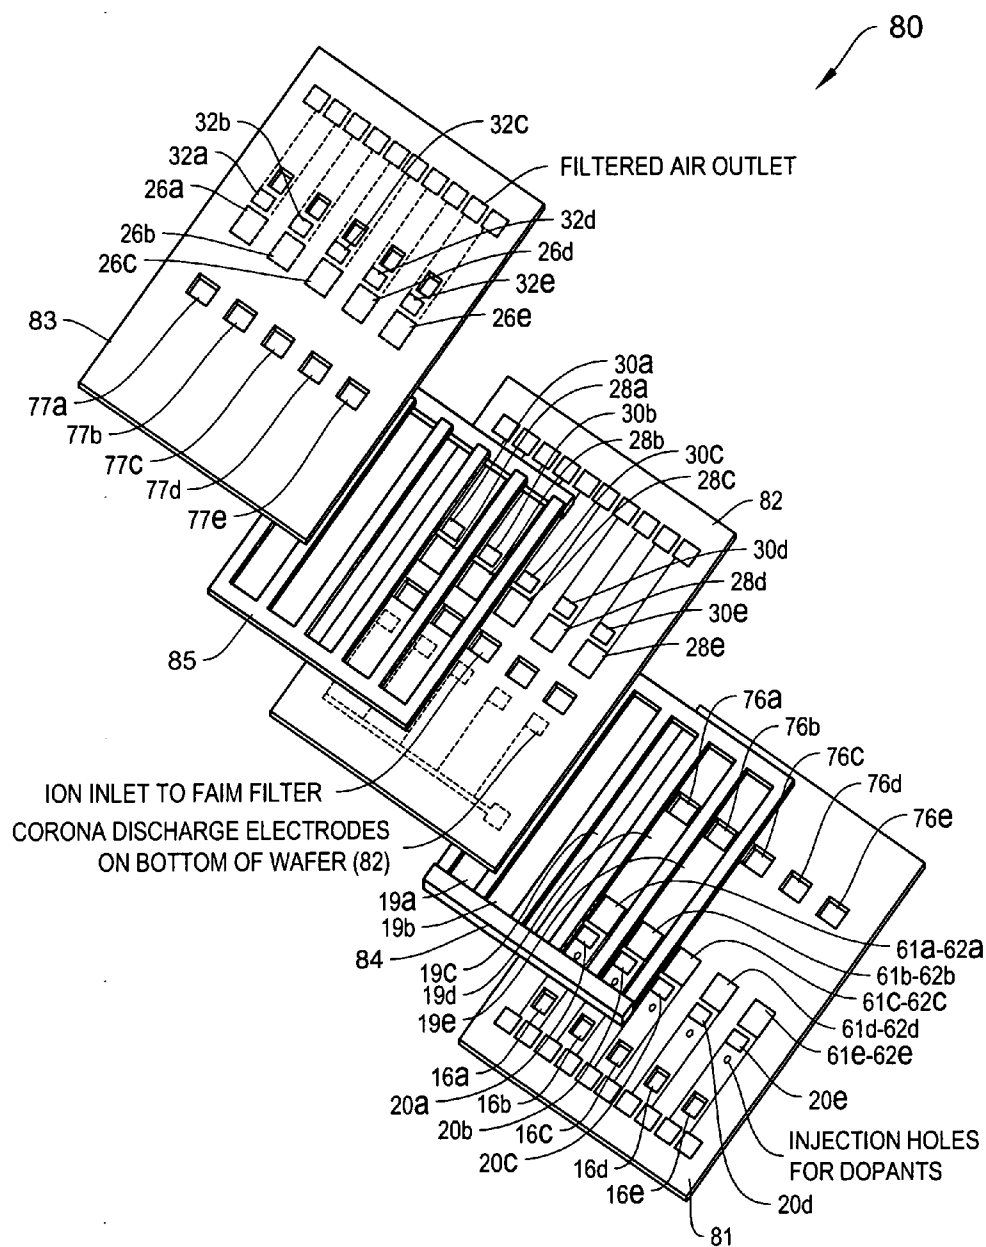 80
32C
32b
32a
FILTERED AIR OUTLET
26a
32d
26b
26d
26C
32e
26e
83
30a
28a
77a
30b
77b
28b
77C
30C
77d
28C
77e
82
30d
28d
30e
28e
85
76a
76b
76C
76d
76e
ION INLET TO FAIM FILTER
CORONA DISCHARGE ELECTRODES
ON BOTTOM OF WAFER (82)
19a
19b
84
19C
19d
19e
61a-62a
61b-62b
61C-62C
61d-62d
61e-62e
16a
20a
16b
20b
16C
20C
16d
16e
20e
INJECTION HOLES
FOR DOPANTS
20d
81